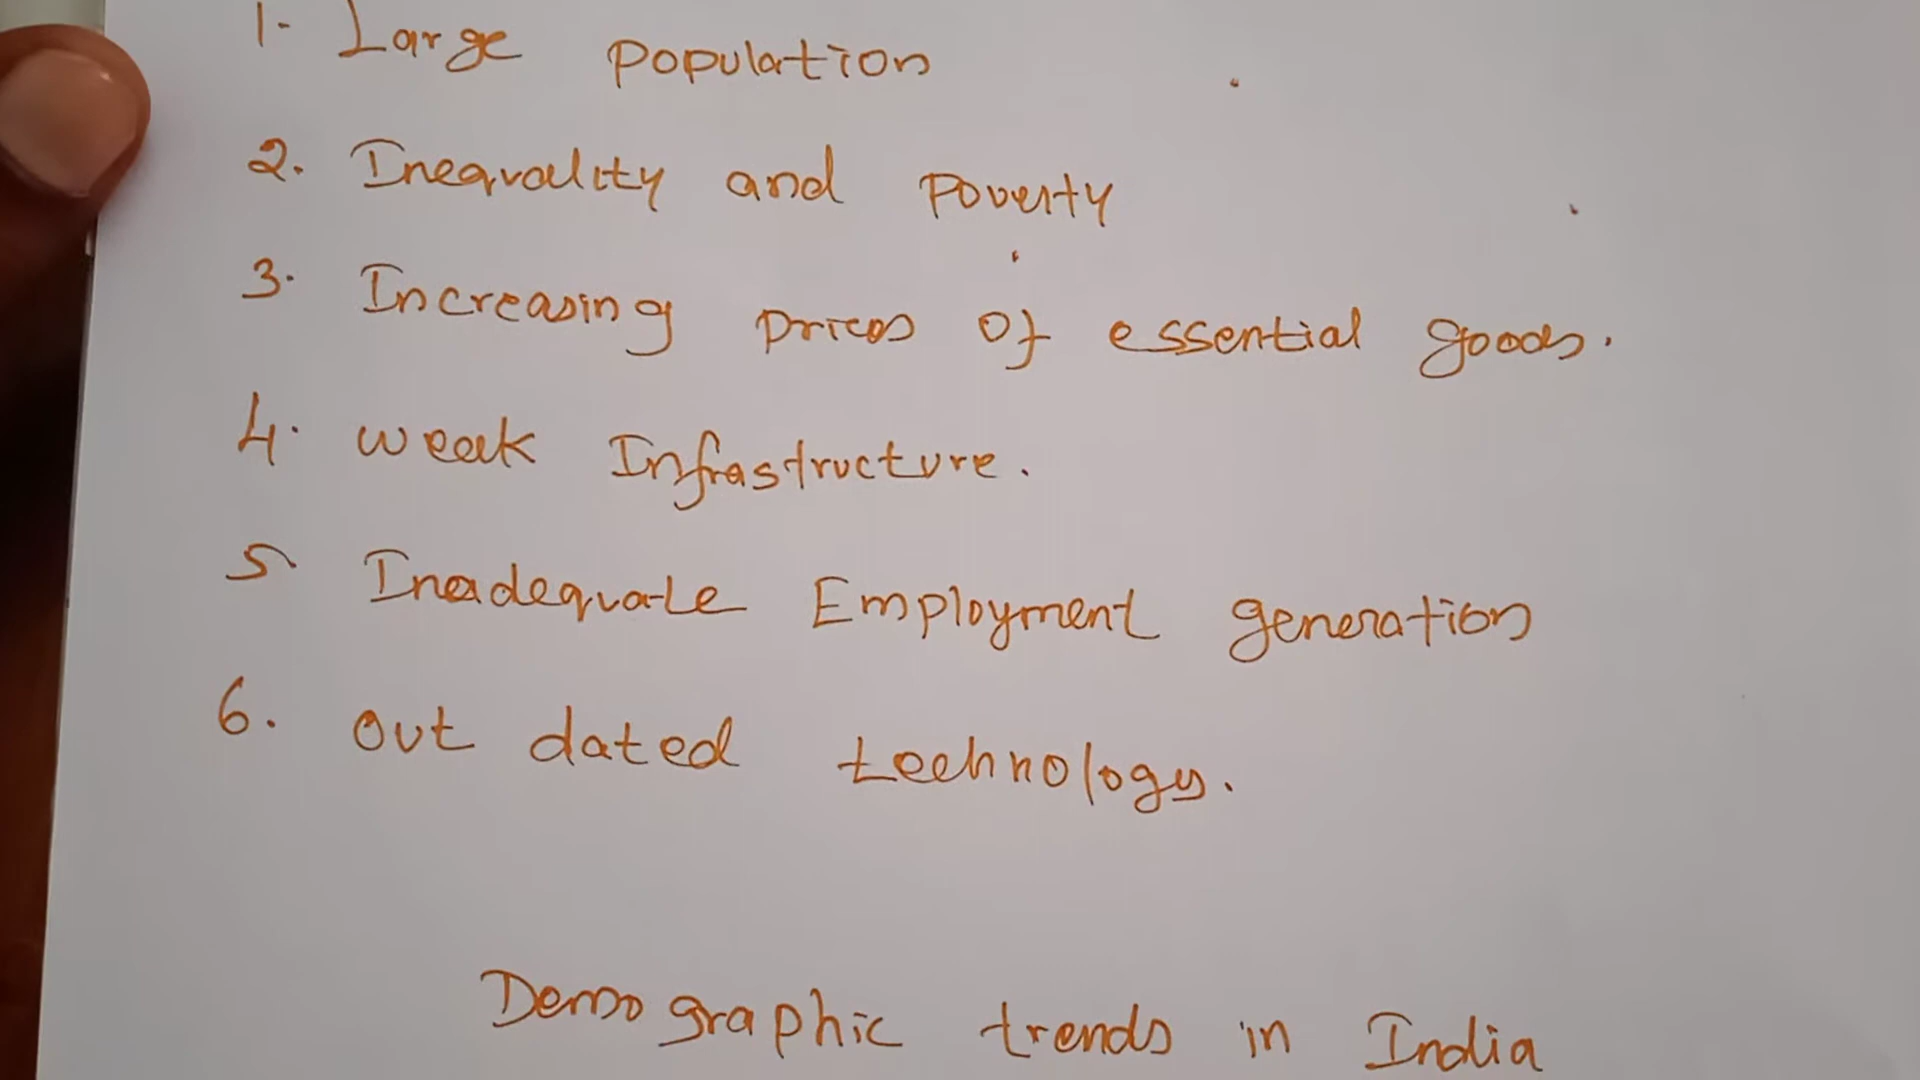 1. Large population
2. Inequality and poverty
3. Increasing prices of essential goods.
4. weak Infrastructure.
5. Inadequate Employment generation
6. out dated technology.
Demographic trends in India